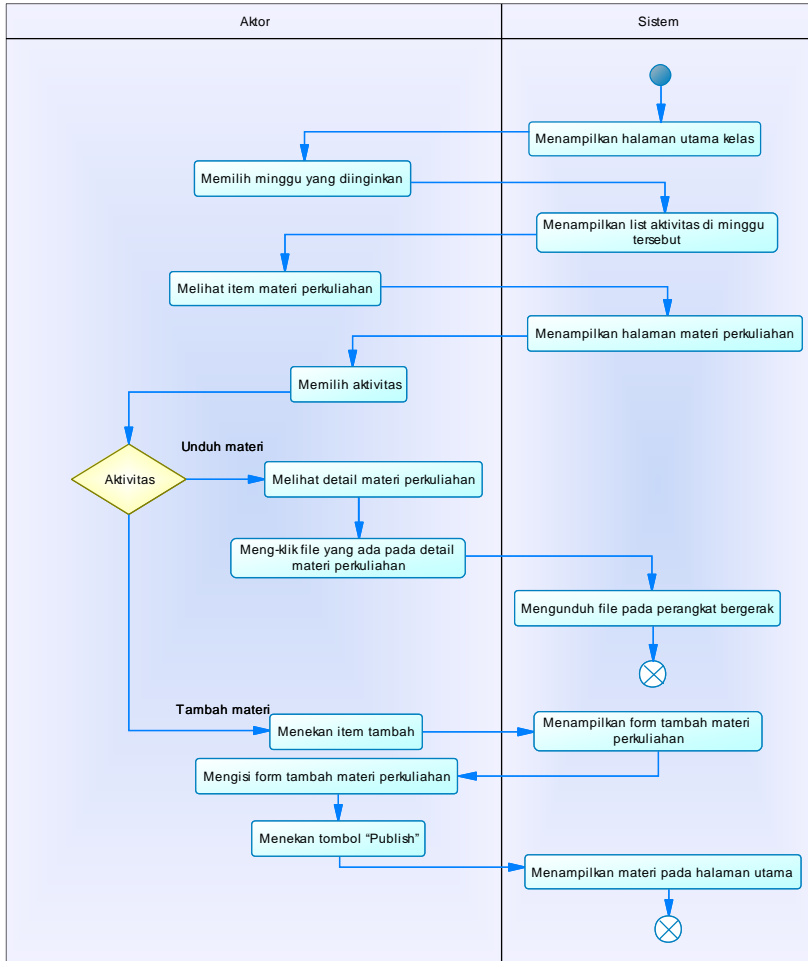 Aktor
Sistem
Menampilkan halaman utama kelas
Memilih minggu yang diinginkan
Menampilkan list aktivitas di minggu
tersebut
Melihat item materi perkuliahan
Menampilkan halaman materi perkuliahan
Memilih aktivitas
Unduh materi
Aktivitas
Melihat detail materi perkuliahan
Meng-klik file yang ada pada detail
materi perkuliahan
Mengunduh file pada perangkat bergerak
Tambah materi
Menekan item tambah
Menampilkan form tambah materi
perkuliahan
Mengisi form tambah materi perkuliahan
Menekan tombol “Publish”
Menampilkan materi pada halaman utama